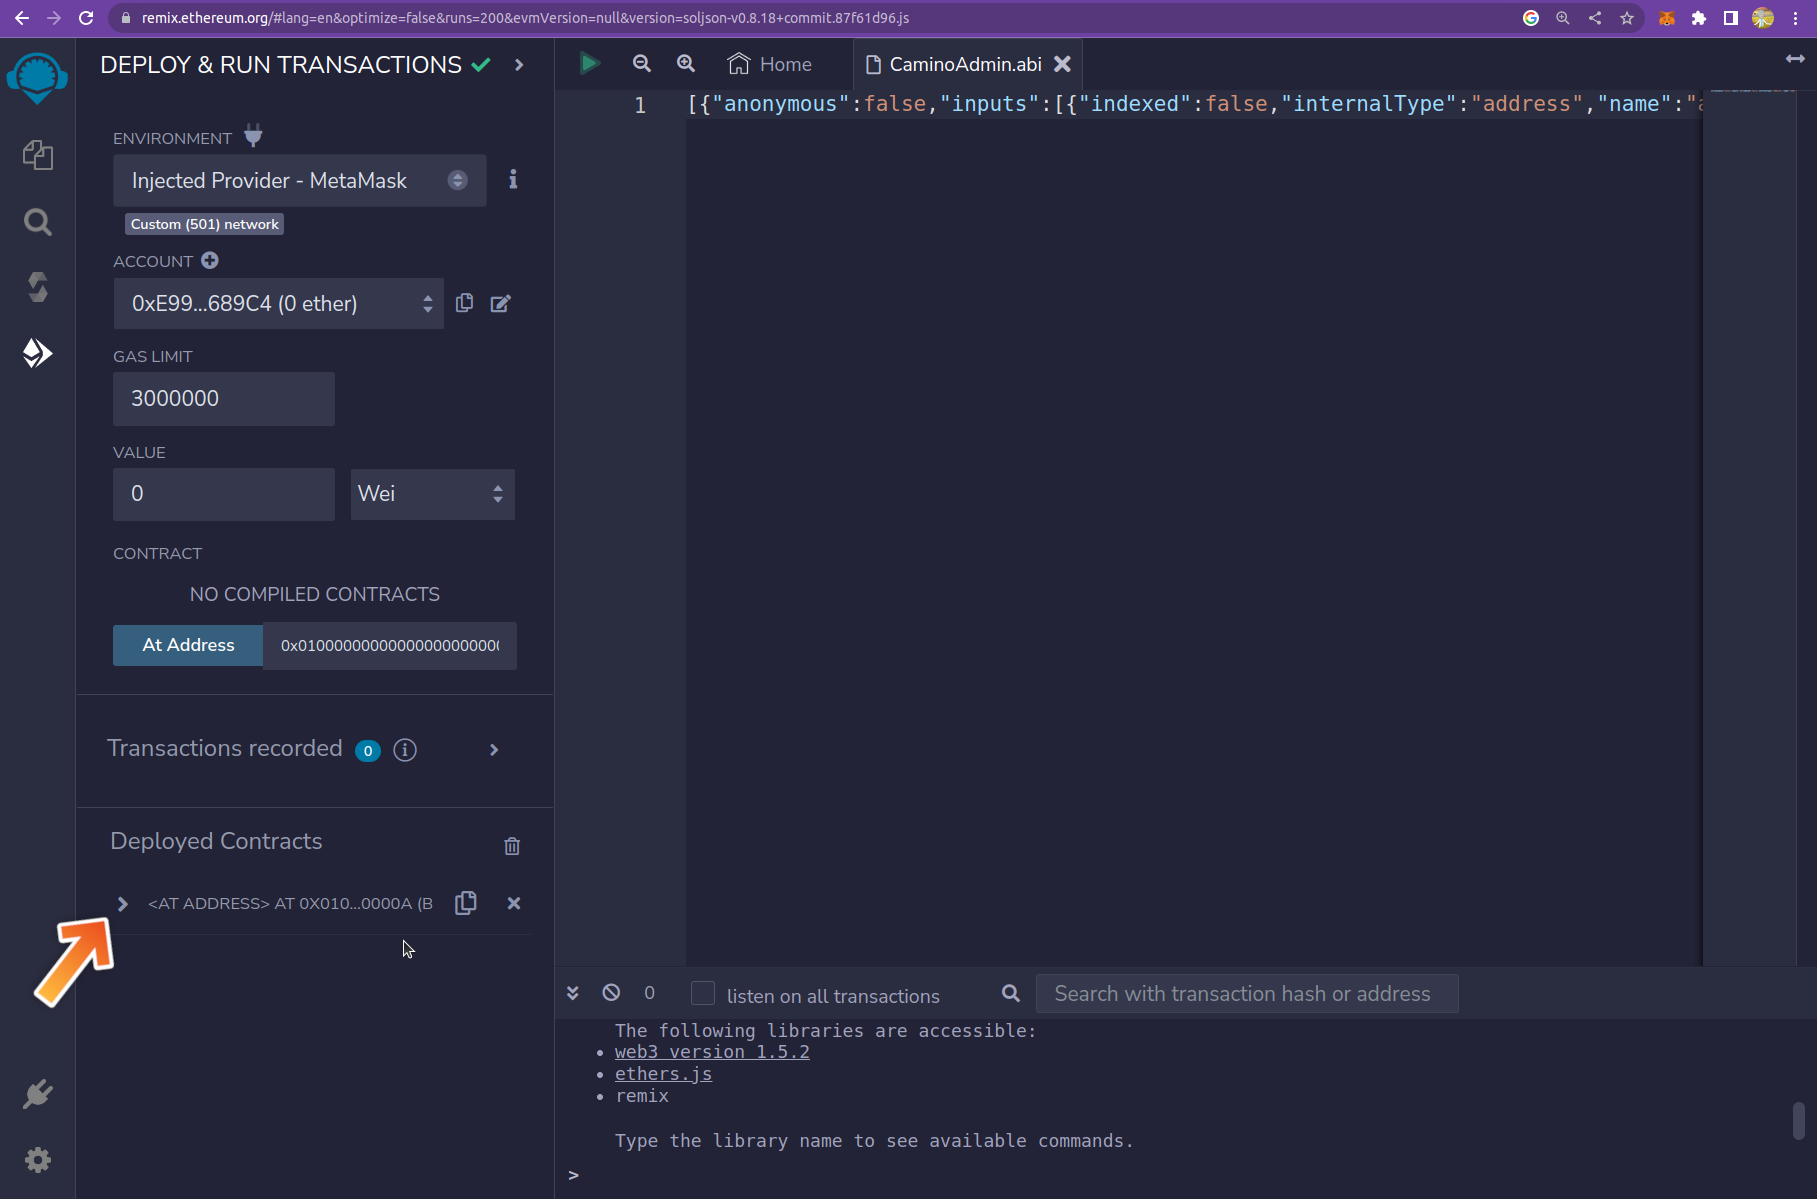 remix.ethereum.org/#lang=en&optimize=false&runs=200&evmVersion=null&version=soljson-v0.8.18+commit.87f61d96.js
DEPLOY & RUN TRANSACTIONS
ENVIRONMENT
Injected Provider - MetaMask
Custom (501) network
ACCOUNT
0xE99...689C4 (0 ether)
GAS LIMIT
3000000
VALUE
0
Wei
CONTRACT
NO COMPILED CONTRACTS
At Address
Transactions recorded 0
Deployed Contracts
<AT ADDRESS> AT 0X010...0000A (B
Home
CaminoAdmin.abi
1
[{"anonymous":false,"inputs":[{"indexed":false,"internalType":"address","name":"
0
listen on all transactions
Search with transaction hash or address
The following libraries are accessible:
• web3 version 1.5.2
• ethers.js
• remix
Type the library name to see available commands.
>